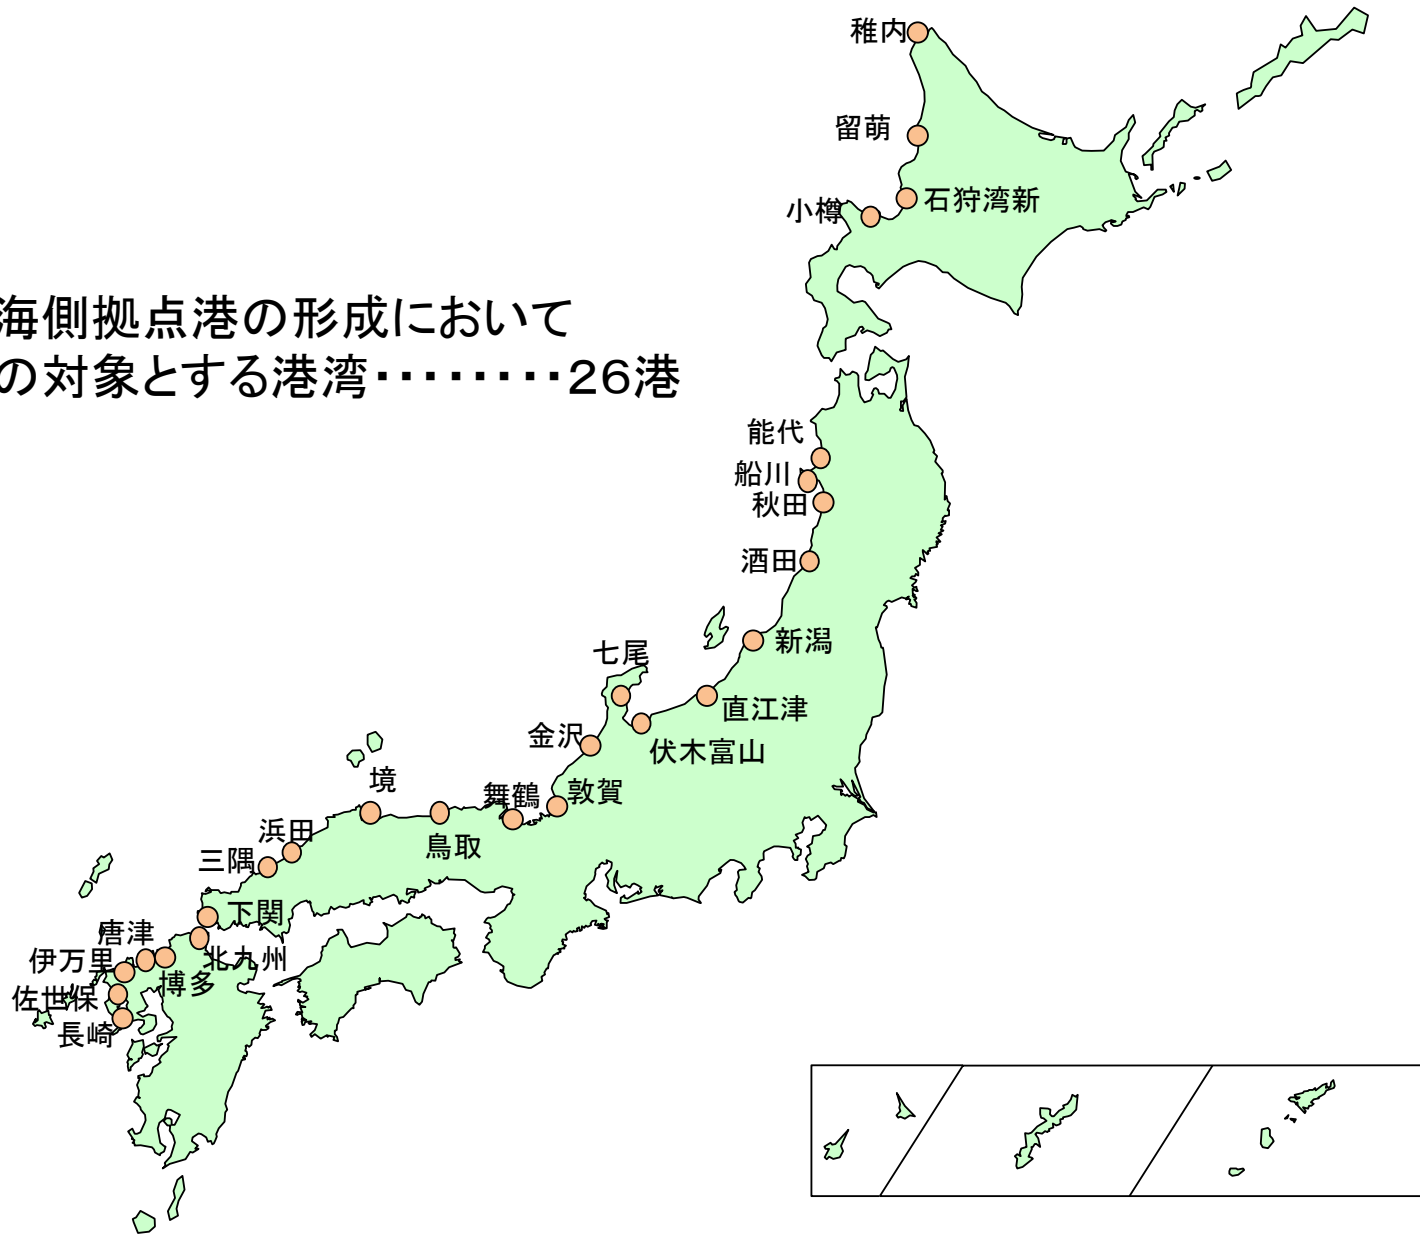 稚内
留萌
石狩湾新
小樽
海側拠点港の形成において
の対象とする港湾・・・・・・・・２６港
能代
船川
秋田
酒田
新潟
七尾
直江津
金沢
伏木富山
境
舞鶴
敦賀
鳥取
浜田
三隅
下関
唐津
北九州
伊万里
博多
佐世保
長崎